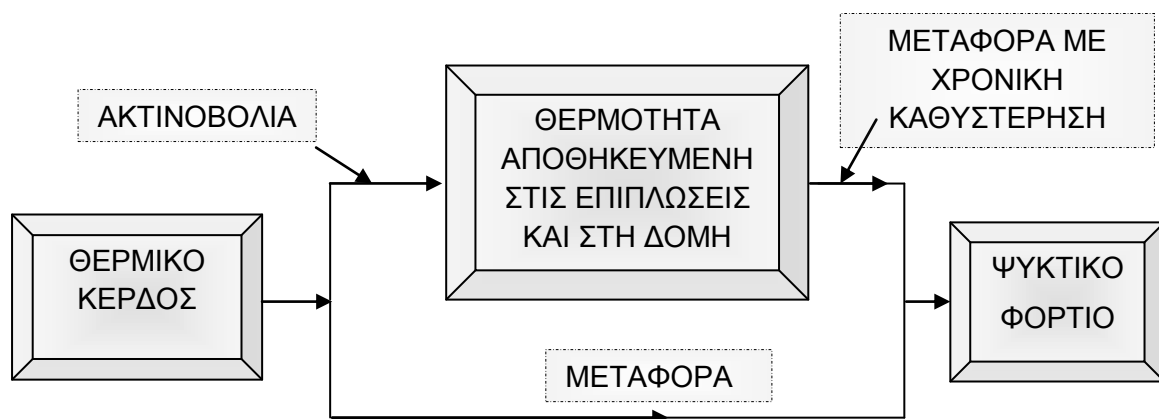 ΑΚΤΙΝΟΒΟΛΙΑ
ΘΕΡΜΟΤΗΤΑ
ΑΠΟΘΗΚΕΥΜΕΝΗ
ΣΤΙΣ ΕΠΙΠΛΩΣΕΙΣ
ΚΑΙ ΣΤΗ ΔΟΜΗ
ΜΕΤΑΦΟΡΑ ΜΕ
ΧΡΟΝΙΚΗ
ΚΑΘΥΣΤΕΡΗΣΗ
ΘΕΡΜΙΚΟ
ΚΕΡΔΟΣ
ΨΥΚΤΙΚΟ
ΦΟΡΤΙΟ
ΜΕΤΑΦΟΡΑ